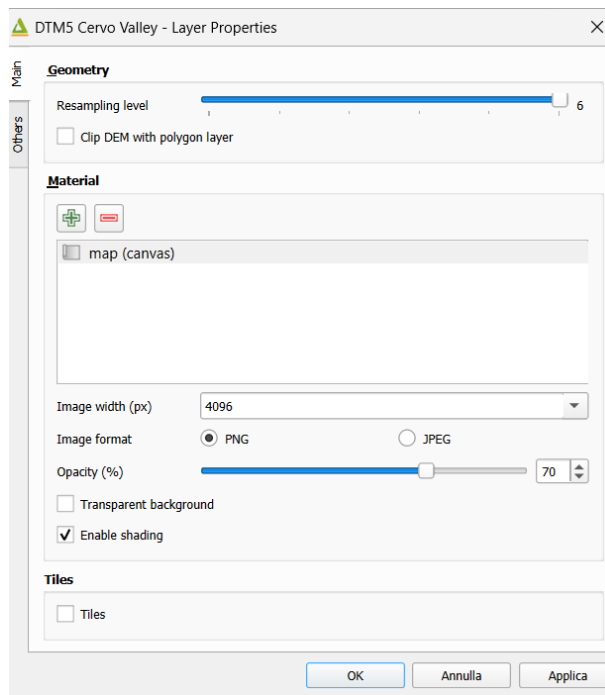 DTM5 Cervo Valley - Layer Properties
Main
Others
Geometry
Resampling level 6
Clip DEM with polygon layer
Material
map (canvas)
Image width (px) 4096
Image format PNG JPEG
Opacity (%) 70
Transparent background
Enable shading
Tiles
Tiles
OK Annulla Applica